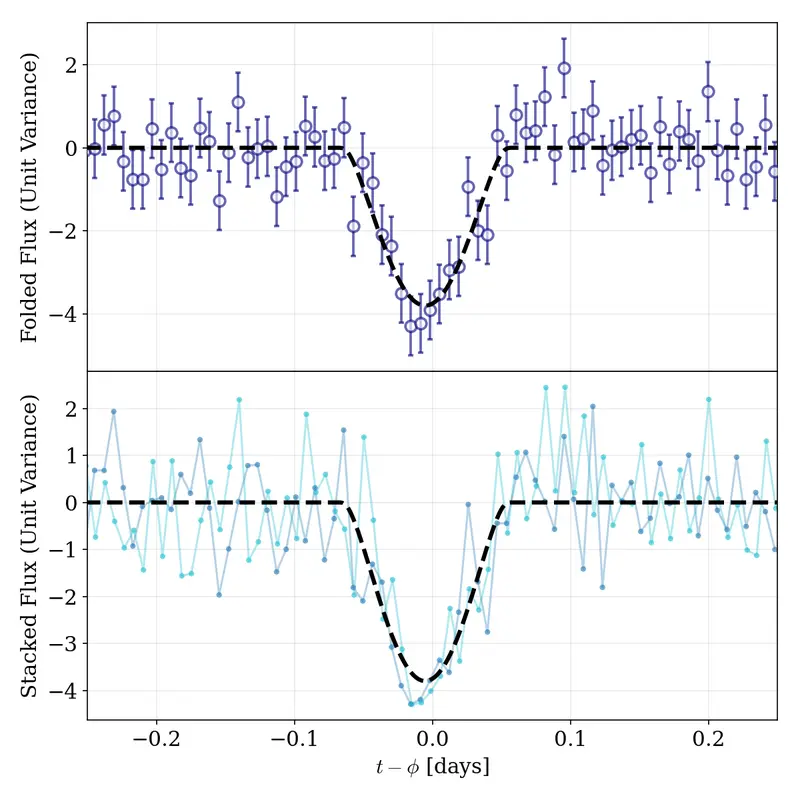 Folded Flux (Unit Variance)
2
0
−2
−4
Stacked Flux (Unit Variance)
2
1
0
−1
−2
−3
−4
−0.2 −0.1 0.0 0.1 0.2
t − ϕ [days]